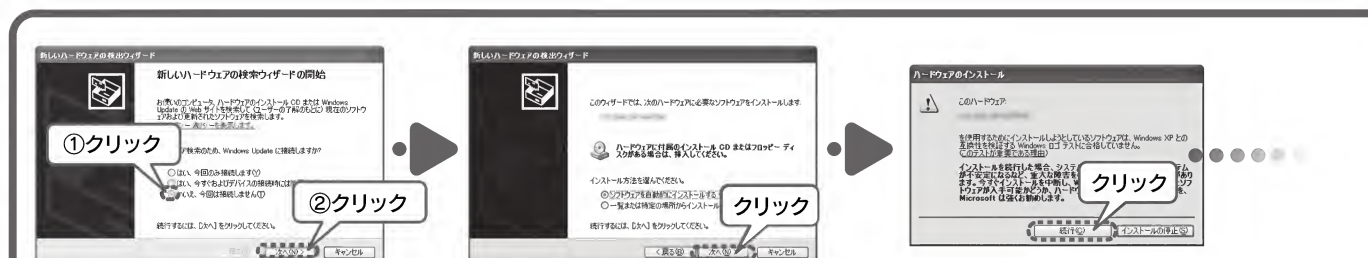 新しいハードウェアの検出ウィザード
新しいハードウェアの検索ウィザードの開始
お使いのコンピュータ、ハードウェアのインストール CD または Windows
Update の Web サイトを検索して (ユーザーの了解のもとに) 現在のソフトウ
ェアおよび更新されたソフトウェアを検索します。
①クリック
ア検索のため、Windows Update に接続しますか?
はい、今回のみ接続します(Y)
はい、今すぐおよびデバイスの接続時には
いいえ、今回は接続しません(T)
②クリック
続行するには、[次へ] をクリックしてください。
次へ(N) >
キャンセル
新しいハードウェアの検出ウィザード
このウィザードでは、次のハードウェアに必要なソフトウェアをインストールします:
ハードウェアに付属のインストール CD またはフロッピー ディ
スクがある場合は、挿入してください。
インストール方法を選んでください。
ソフトウェアを自動的にインストールする
一覧または特定の場所からインストール
クリック
続行するには、[次へ] をクリックしてください。
< 戻る(B) 次へ(N) キャンセル
ハードウェアのインストール
このハードウェア:
を使用するためにインストールしようとしているソフトウェアは、Windows XP との
互換性を検証する Windows ロゴ テストに合格していません。
(このテストが重要である理由)
インストールを続行した場合、システム
が不安定になるなど、重大な障害を
ます。今すぐインストールを中断し、W
トウェアが入手可能かどうか、ハード
Microsoft は強くお勧めします。
クリック
続行(C) インストールの停止(S)